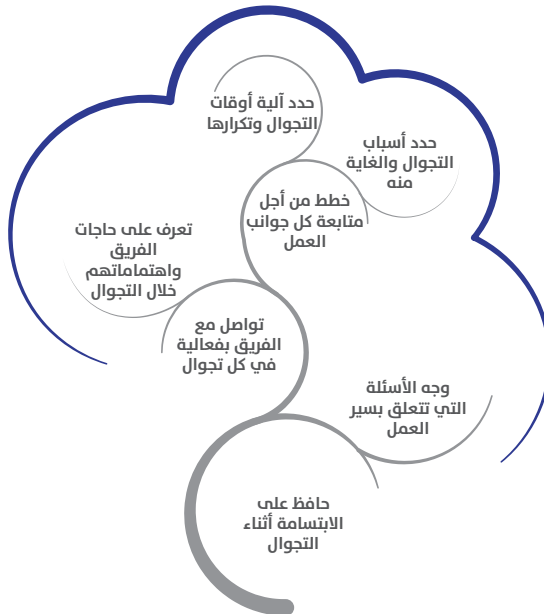 حدد آلية أوقات
التجوال وتكرارها
حدد أسباب
التجوال والغاية
منه
خطط من أجل
متابعة كل جوانب
العمل
تعرف على حاجات
الفريق
واهتماماتهم
خلال التجوال
تواصل مع
الفريق بفعالية
في كل تجوال
وجه الأسئلة
التي تتعلق بسير
العمل
حافظ على
الابتسامة أثناء
التجوال